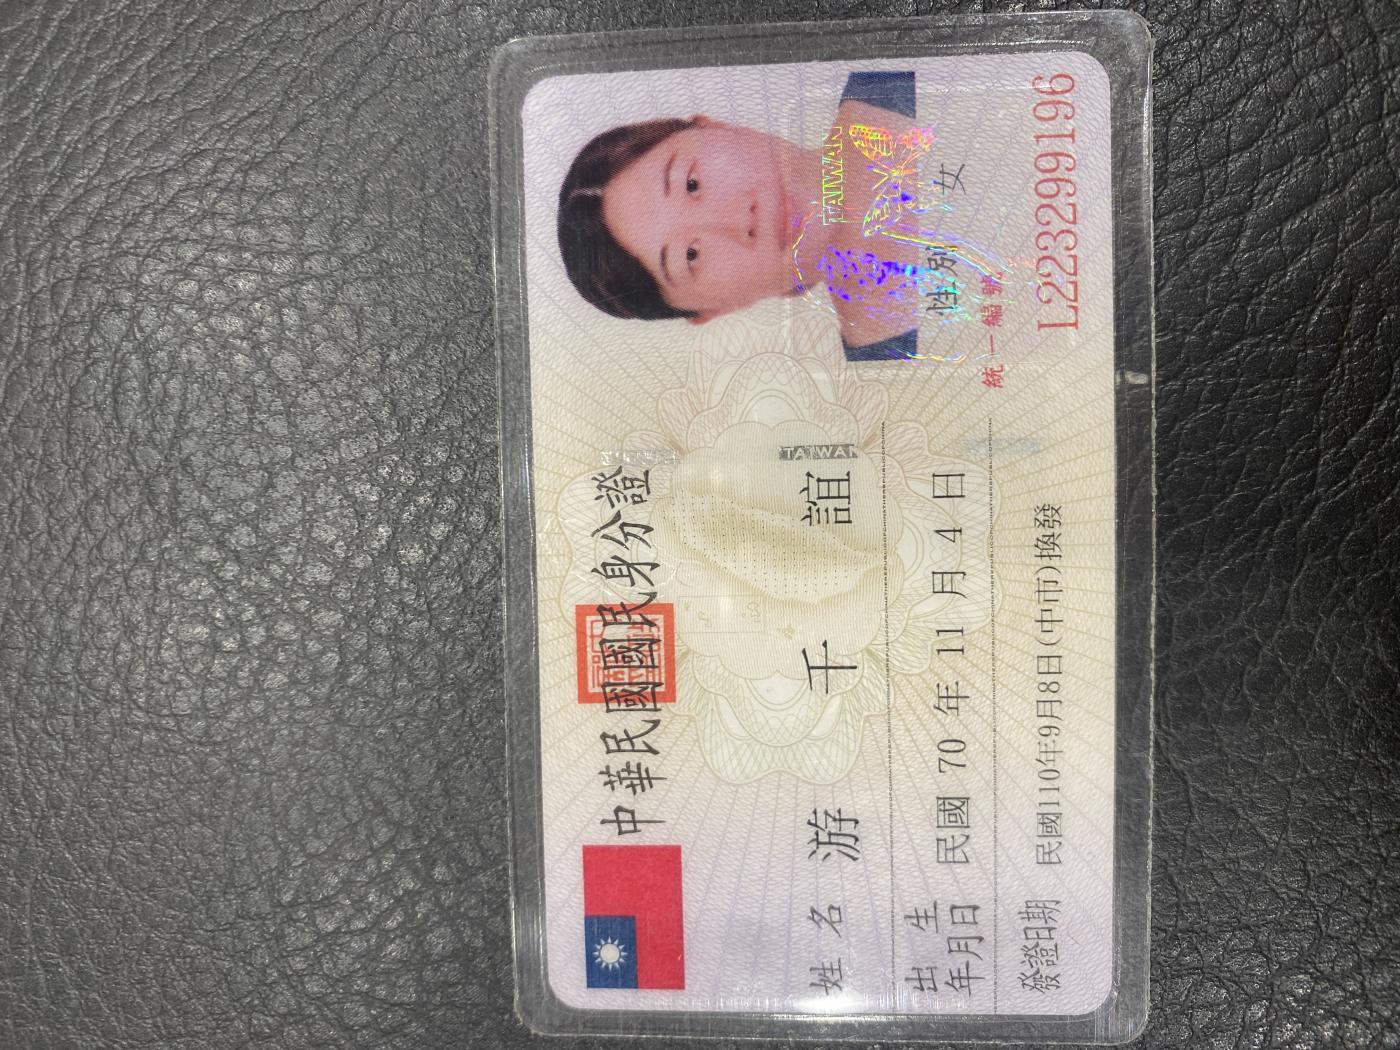 中華民國國民身分證
TAIWAN
姓名 游千誼
TAIWAN
出生年月日 民國 70 年 11 月 4 日
性別 女
統一編號
L223299196
發證日期 民國110年9月8日(中市)換發